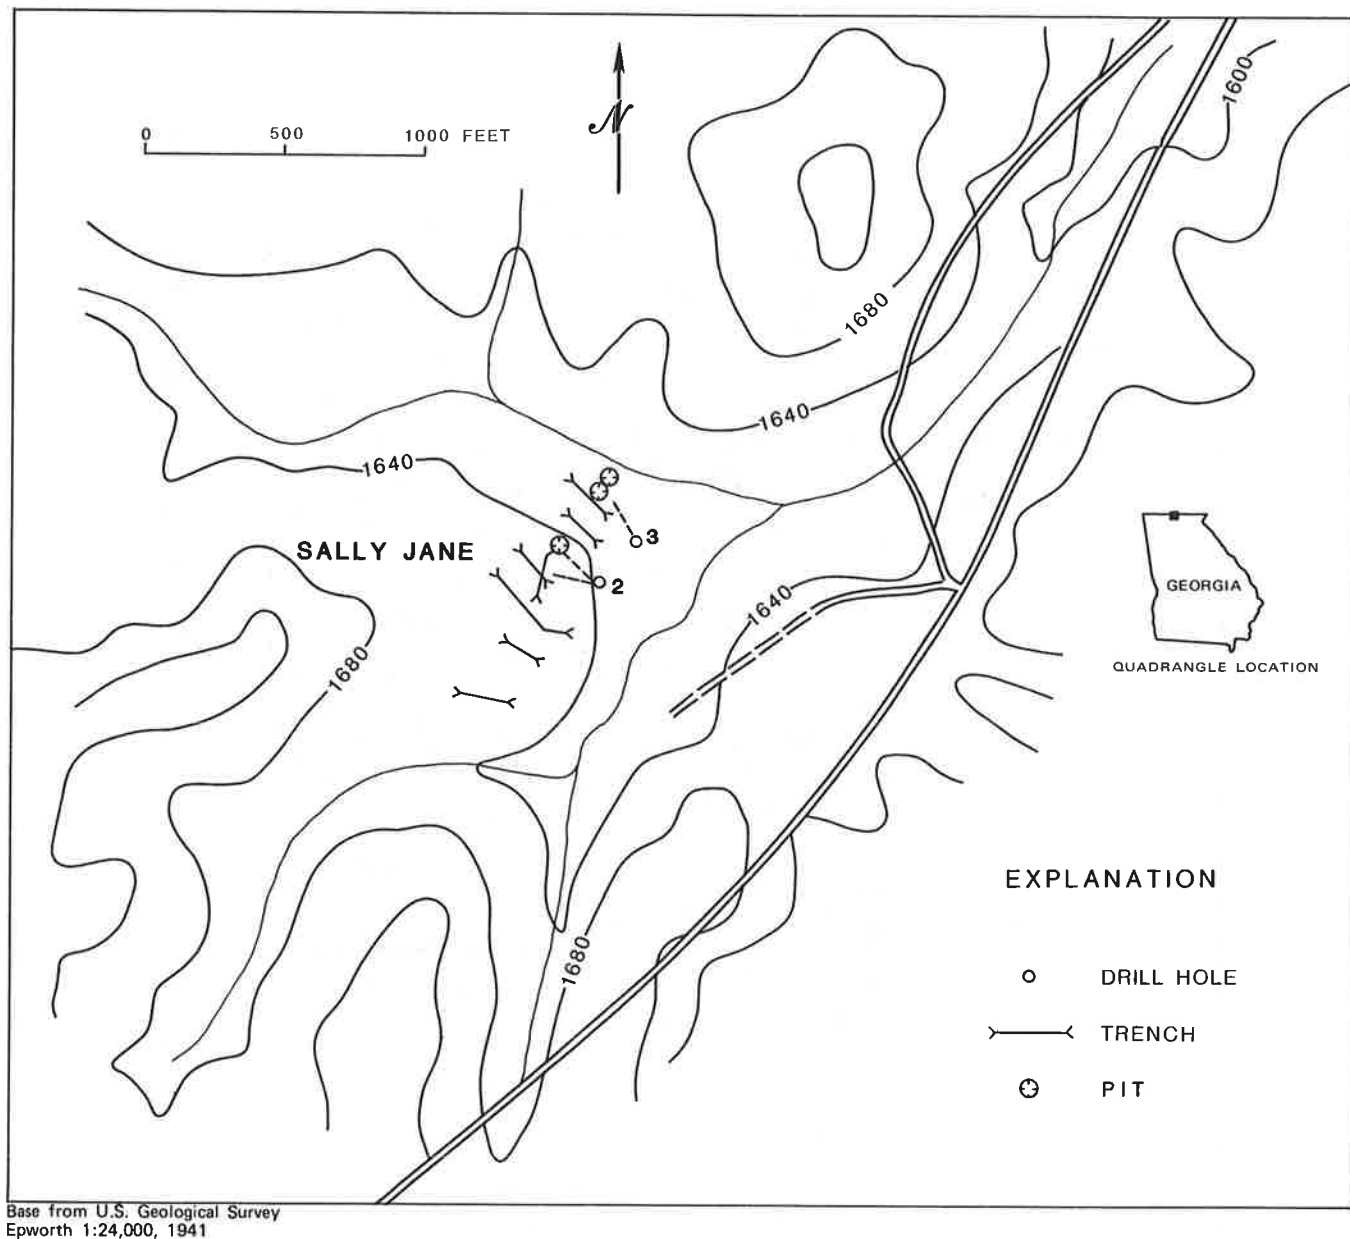 1600
0 500 1000 FEET
N
1680
1640
1640
3
SALLY JANE
2
GEORGIA
1640
QUADRANGLE LOCATION
1680
EXPLANATION
1680
DRILL HOLE
TRENCH
PIT
Base from U.S. Geological Survey
Epworth 1:24,000, 1941